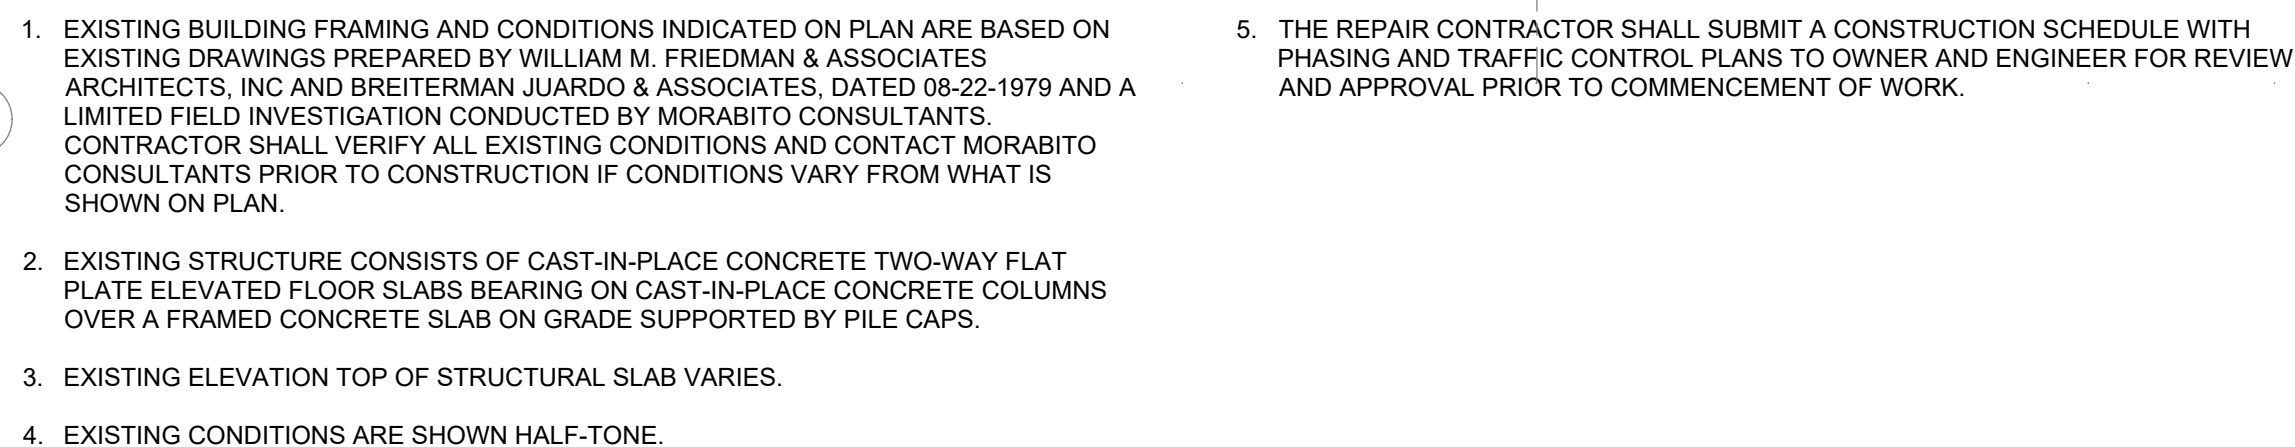 1. EXISTING BUILDING FRAMING AND CONDITIONS INDICATED ON PLAN ARE BASED ON
EXISTING DRAWINGS PREPARED BY WILLIAM M. FRIEDMAN & ASSOCIATES
ARCHITECTS, INC AND BREITERMAN JUARDO & ASSOCIATES, DATED 08-22-1979 AND A
LIMITED FIELD INVESTIGATION CONDUCTED BY MORABITO CONSULTANTS.
CONTRACTOR SHALL VERIFY ALL EXISTING CONDITIONS AND CONTACT MORABITO
CONSULTANTS PRIOR TO CONSTRUCTION IF CONDITIONS VARY FROM WHAT IS
SHOWN ON PLAN.
2. EXISTING STRUCTURE CONSISTS OF CAST-IN-PLACE CONCRETE TWO-WAY FLAT
PLATE ELEVATED FLOOR SLABS BEARING ON CAST-IN-PLACE CONCRETE COLUMNS
OVER A FRAMED CONCRETE SLAB ON GRADE SUPPORTED BY PILE CAPS.
3. EXISTING ELEVATION TOP OF STRUCTURAL SLAB VARIES.
4. EXISTING CONDITIONS ARE SHOWN HALF-TONE.
5. THE REPAIR CONTRACTOR SHALL SUBMIT A CONSTRUCTION SCHEDULE WITH
PHASING AND TRAFFIC CONTROL PLANS TO OWNER AND ENGINEER FOR REVIEW
AND APPROVAL PRIOR TO COMMENCEMENT OF WORK.